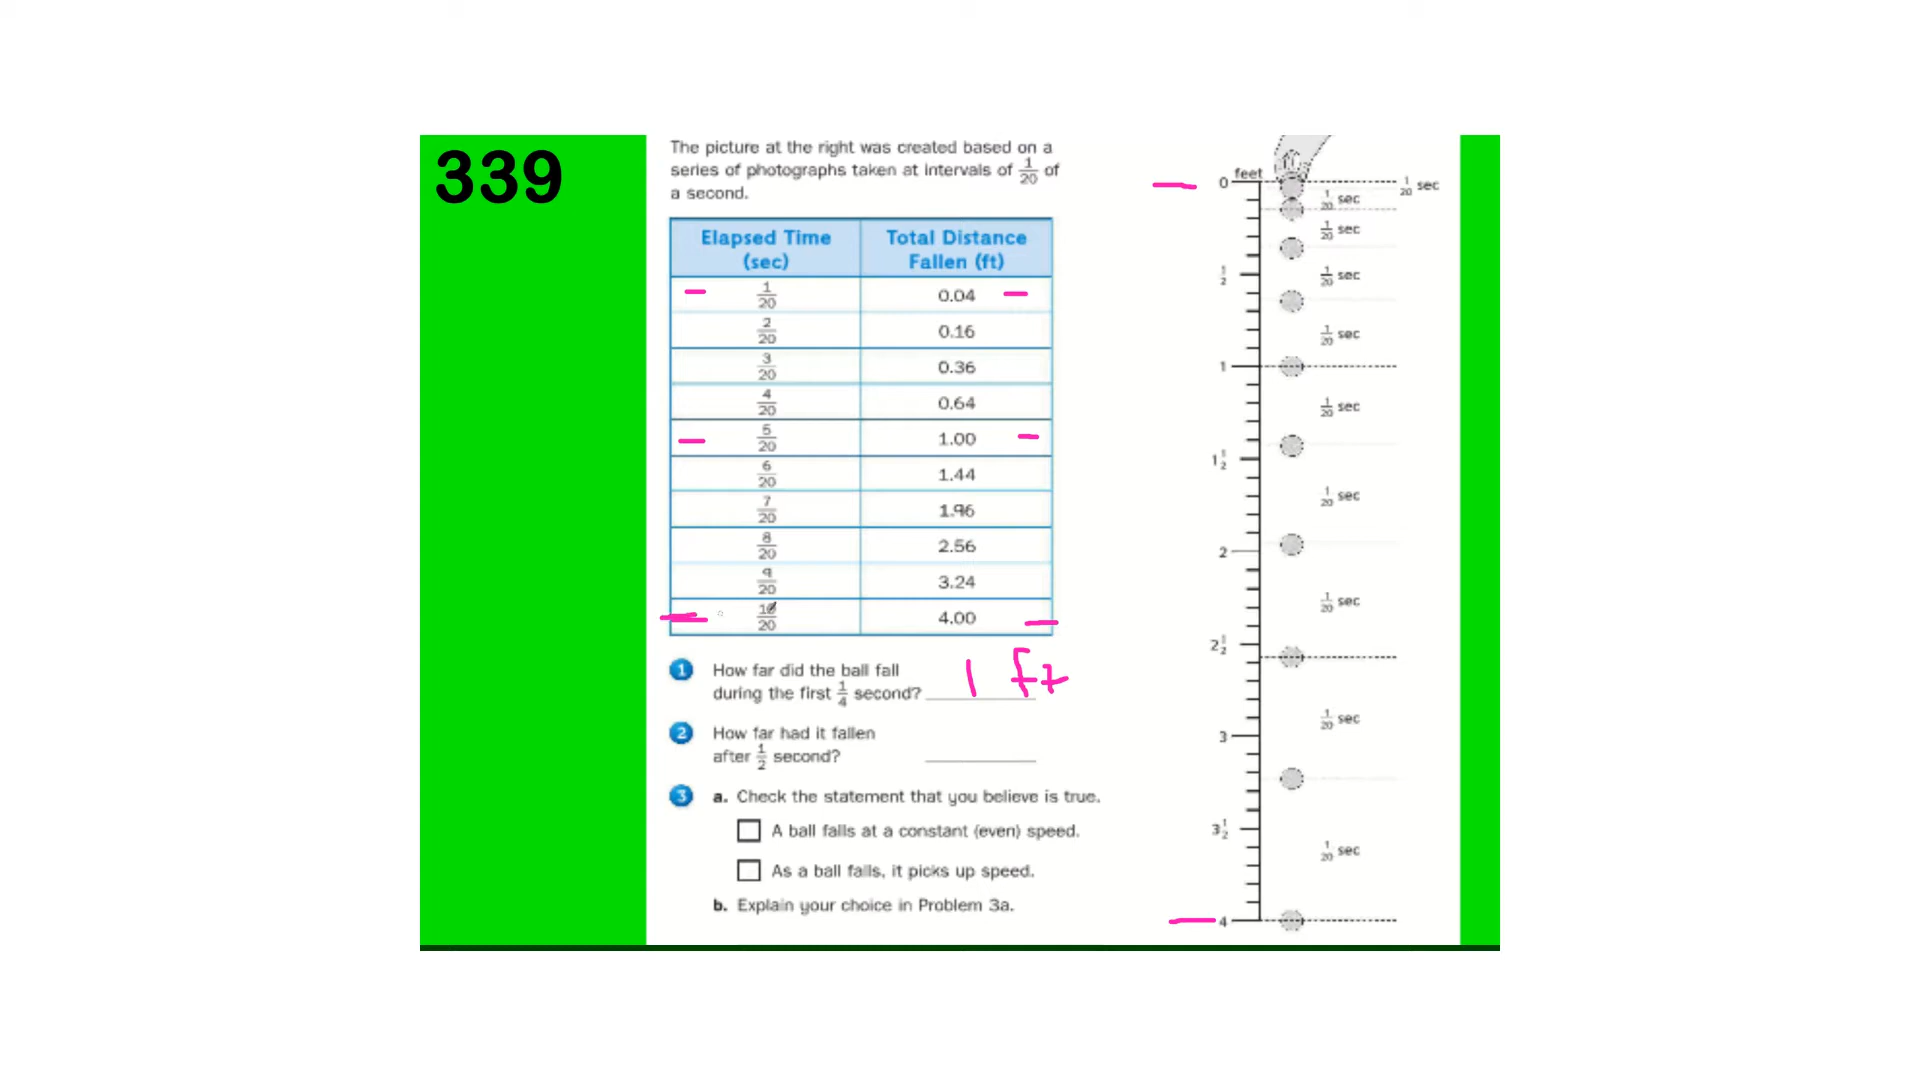 339
The picture at the right was created based on a
series of photographs taken at intervals of 1/20 of
a second.
Elapsed Time (sec) Total Distance Fallen (ft)
1/20 0.04
2/20 0.16
3/20 0.36
4/20 0.64
5/20 1.00
6/20 1.44
7/20 1.96
8/20 2.56
9/20 3.24
10/20 4.00
1 How far did the ball fall
during the first 1/4 second? 1 ft
2 How far had it fallen
after 1/2 second?
3 a. Check the statement that you believe is true.
A ball falls at a constant (even) speed.
As a ball falls, it picks up speed.
b. Explain your choice in Problem 3a.
feet
0
1/20 sec
1/20 sec
1/20 sec
1/2
1/20 sec
1/20 sec
1
1/20 sec
1 1/2
1/20 sec
2
1/20 sec
2 1/2
1/20 sec
3
3 1/2
1/20 sec
4